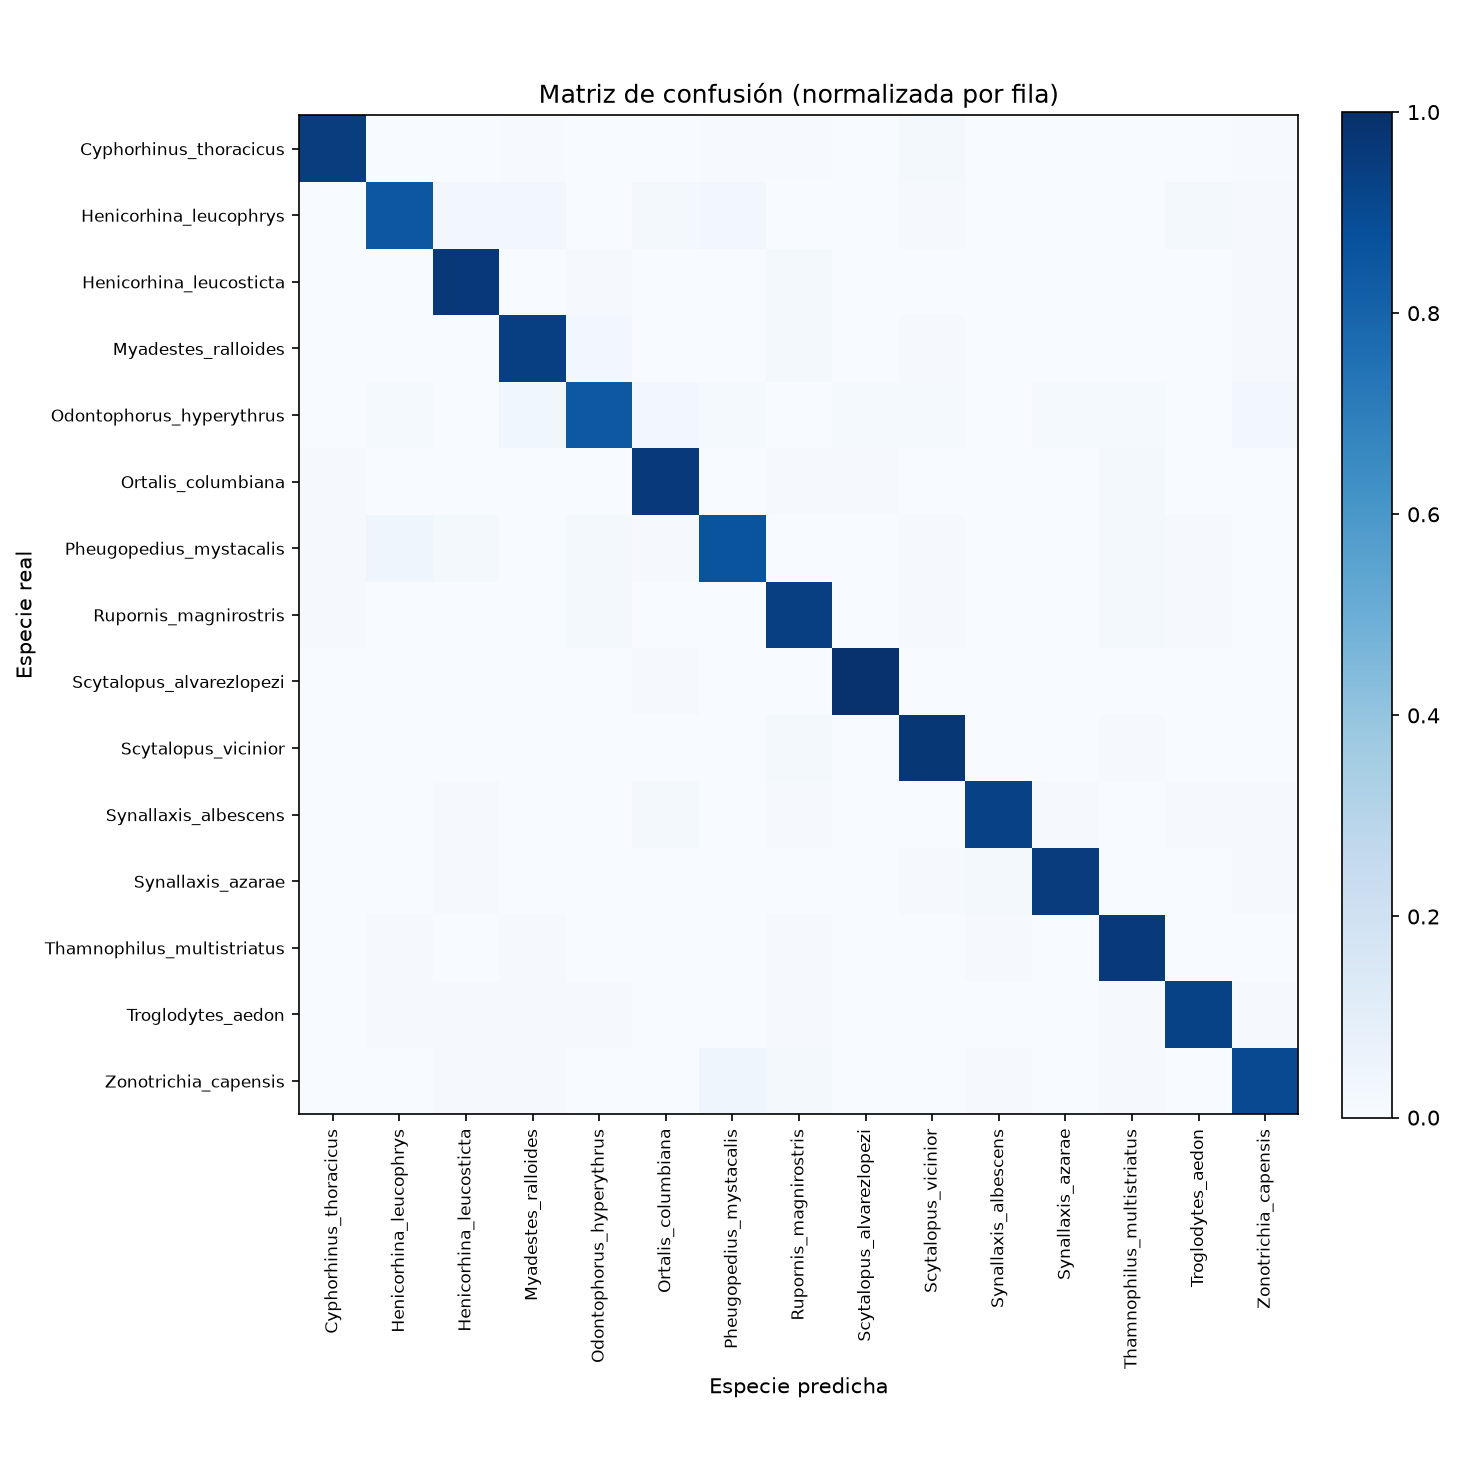 Matriz de confusión (normalizada por fila)
Especie real
Cyphorhinus_thoracicus
Henicorhina_leucophrys
Henicorhina_leucosticta
Myadestes_ralloides
Odontophorus_hyperythrus
Ortalis_columbiana
Pheugopedius_mystacalis
Rupornis_magnirostris
Scytalopus_alvarezlopezi
Scytalopus_vicinior
Synallaxis_albescens
Synallaxis_azarae
Thamnophilus_multistriatus
Troglodytes_aedon
Zonotrichia_capensis
Cyphorhinus_thoracicus
Henicorhina_leucophrys
Henicorhina_leucosticta
Myadestes_ralloides
Odontophorus_hyperythrus
Ortalis_columbiana
Pheugopedius_mystacalis
Rupornis_magnirostris
Scytalopus_alvarezlopezi
Scytalopus_vicinior
Synallaxis_albescens
Synallaxis_azarae
Thamnophilus_multistriatus
Troglodytes_aedon
Zonotrichia_capensis
Especie predicha
1.0
0.8
0.6
0.4
0.2
0.0